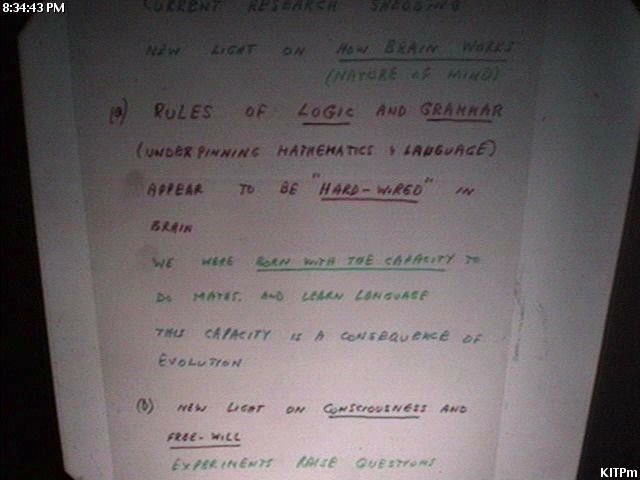 8:34:43 PM
CURRENT RESEARCH SHEDDING
NEW LIGHT ON HOW BRAIN WORKS
(NATURE OF MIND)
(a) RULES OF LOGIC AND GRAMMAR
(UNDERPINNING MATHEMATICS & LANGUAGE)
APPEAR TO BE "HARD-WIRED" IN
BRAIN
WE WERE BORN WITH THE CAPACITY TO
DO MATHS. AND LEARN LANGUAGE
THIS CAPACITY IS A CONSEQUENCE OF
EVOLUTION
(b) NEW LIGHT ON CONSCIOUSNESS AND
FREE-WILL
EXPERIMENTS RAISE QUESTIONS
KITPm